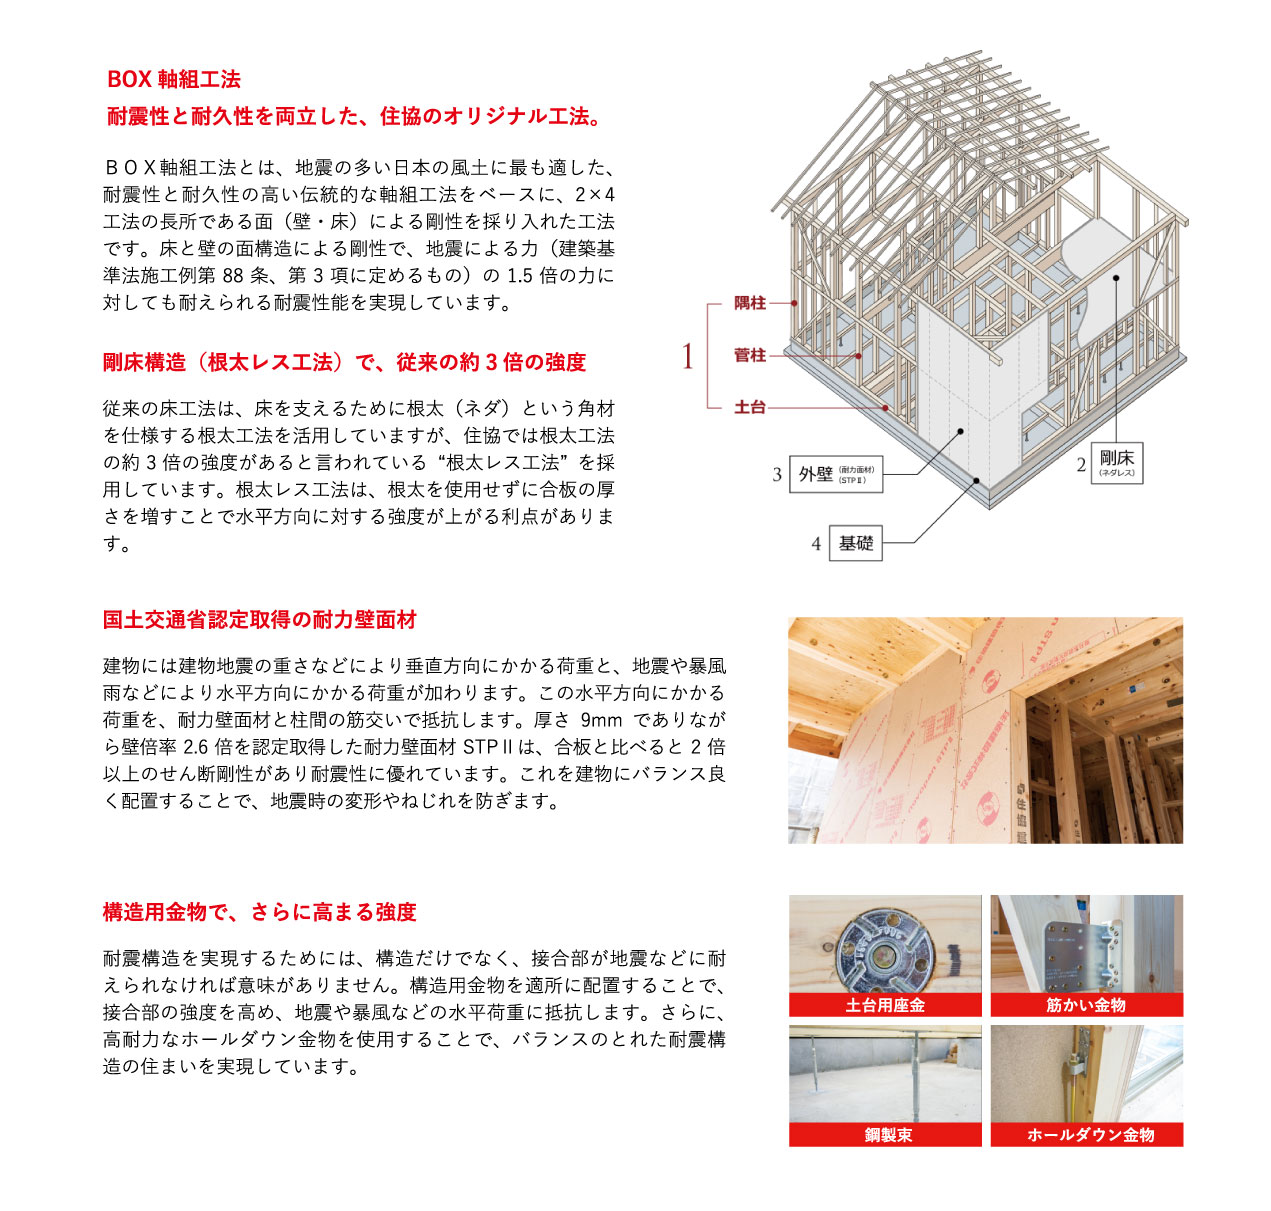 BOX 軸組工法
耐震性と耐久性を両立した、住協のオリジナル工法。
ＢＯＸ軸組工法とは、地震の多い日本の風土に最も適した、
耐震性と耐久性の高い伝統的な軸組工法をベースに、2×4
工法の長所である面（壁・床）による剛性を採り入れた工法
です。床と壁の面構造による剛性で、地震による力（建築基
準法施工例第 88 条、第 3 項に定めるもの）の 1.5 倍の力に
対しても耐えられる耐震性能を実現しています。
剛床構造（根太レス工法）で、従来の約 3 倍の強度
従来の床工法は、床を支えるために根太（ネダ）という角材
を仕様する根太工法を活用していますが、住協では根太工法
の約 3 倍の強度があると言われている “根太レス工法” を採
用しています。根太レス工法は、根太を使用せずに合板の厚
さを増すことで水平方向に対する強度が上がる利点がありま
す。
1
隅柱
菅柱
土台
2 剛床
(ネダレス)
3 外壁 (耐力面材)
(STPⅡ)
4 基礎
国土交通省認定取得の耐力壁面材
建物には建物地震の重さなどにより垂直方向にかかる荷重と、地震や暴風
雨などにより水平方向にかかる荷重が加わります。この水平方向にかかる
荷重を、耐力壁面材と柱間の筋交いで抵抗します。厚さ 9mm でありなが
ら壁倍率 2.6 倍を認定取得した耐力壁面材 STPⅡは、合板と比べると 2 倍
以上のせん断剛性があり耐震性に優れています。これを建物にバランス良
く配置することで、地震時の変形やねじれを防ぎます。
住協
構造用金物で、さらに高まる強度
耐震構造を実現するためには、構造だけでなく、接合部が地震などに耐
えられなければ意味がありません。構造用金物を適所に配置することで、
接合部の強度を高め、地震や暴風などの水平荷重に抵抗します。さらに、
高耐力なホールダウン金物を使用することで、バランスのとれた耐震構
造の住まいを実現しています。
土台用座金
筋かい金物
鋼製束
ホールダウン金物